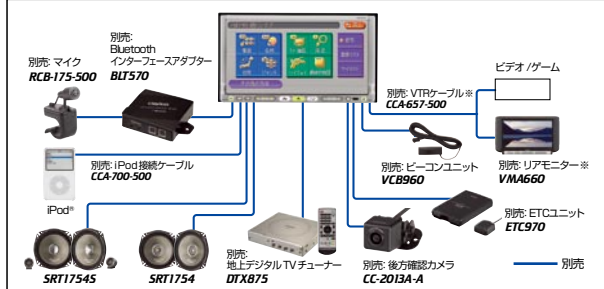 別売: マイク
RCB-175-500
別売:
Bluetooth
インターフェースアダプター
BLT570
別売: VTRケーブル※
CCA-657-500
ビデオ /ゲーム
別売: iPod接続ケーブル
CCA-700-500
iPod®
別売: ビーコンユニット
VCB960
別売: リアモニター※
VMA660
別売: ETCユニット
ETC970
SRT1754S
SRT1754
別売:
地上デジタルTVチューナー
DTX875
別売: 後方確認カメラ
CC-2013A-A
別売